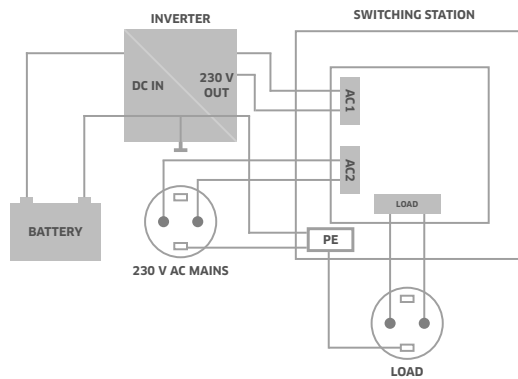 INVERTER
SWITCHING STATION
DC IN
230 V
OUT
AC1
AC2
LOAD
BATTERY
PE
230 V AC MAINS
LOAD